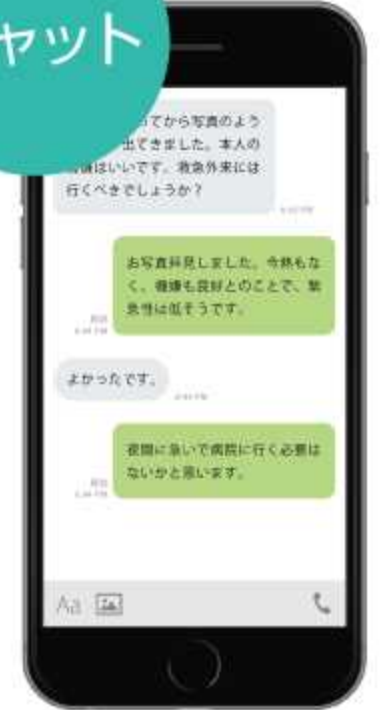 ャット
ってから写真のよう
出てきました。本人の
機嫌はいいです。救急外来には
行くべきでしょうか？
お写真拝見しました。今熱もな
く、機嫌も良好とのことで、緊
急性は低そうです。
既読
よかったです。
夜間に急いで病院に行く必要は
ないかと思います。
既読
Aa